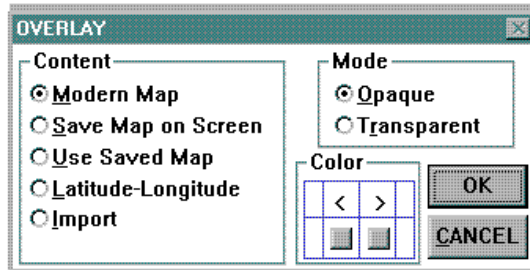 OVERLAY
Content
Modern Map
Save Map on Screen
Use Saved Map
Latitude-Longitude
Import
Mode
Opaque
Transparent
Color
< >
OK
CANCEL